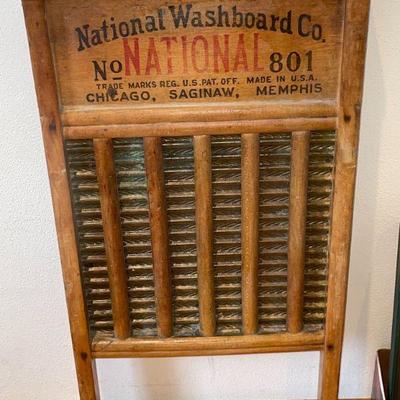 National Washboard Co.
No NATIONAL 801
TRADE MARKS REG. U.S. PAT. OFF. MADE IN U.S.A.
CHICAGO, SAGINAW, MEMPHIS